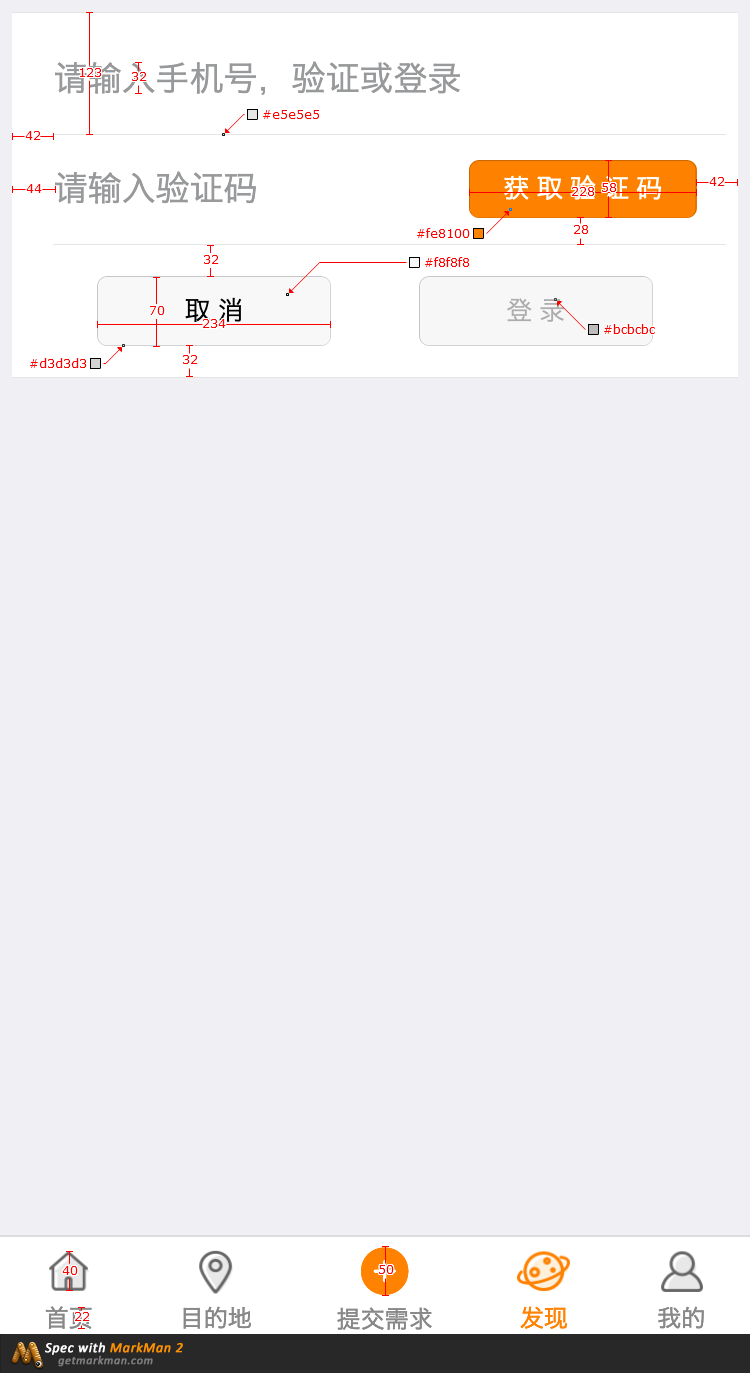 请输入手机号，验证或登录
123
32
#e5e5e5
42
请输入验证码
44
获取验证码
228
58
42
#fe8100
28
32
#f8f8f8
取消
70
234
登录
#bcbcbc
#d3d3d3
32
40
50
首页
22
目的地
提交需求
发现
我的
Spec with MarkMan 2
getmarkman.com